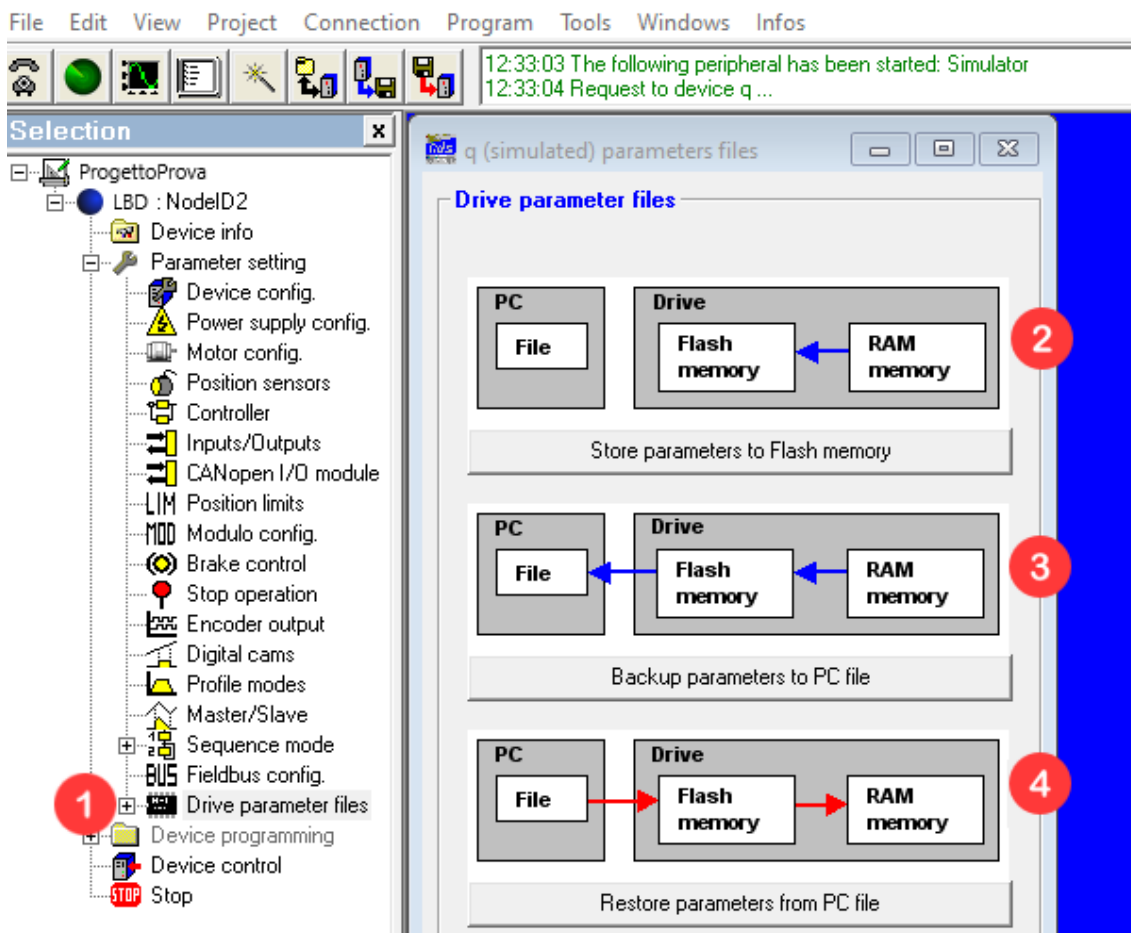 File Edit View Project Connection Program Tools Windows Infos
12:33:03 The following peripheral has been started: Simulator
12:33:04 Request to device q ...
Selection
ProgettoProva
LBD : NodeID2
Device info
Parameter setting
Device config.
Power supply config.
Motor config.
Position sensors
Controller
Inputs/Outputs
CANopen I/O module
LIM Position limits
MOD Modulo config.
Brake control
Stop operation
Encoder output
Digital cams
Profile modes
Master/Slave
Sequence mode
BUS Fieldbus config.
1 Drive parameter files
Device programming
Device control
STOP Stop
q (simulated) parameters files
Drive parameter files
PC Drive
File Flash memory RAM memory
2
Store parameters to Flash memory
PC Drive
File Flash memory RAM memory
3
Backup parameters to PC file
PC Drive
File Flash memory RAM memory
4
Restore parameters from PC file